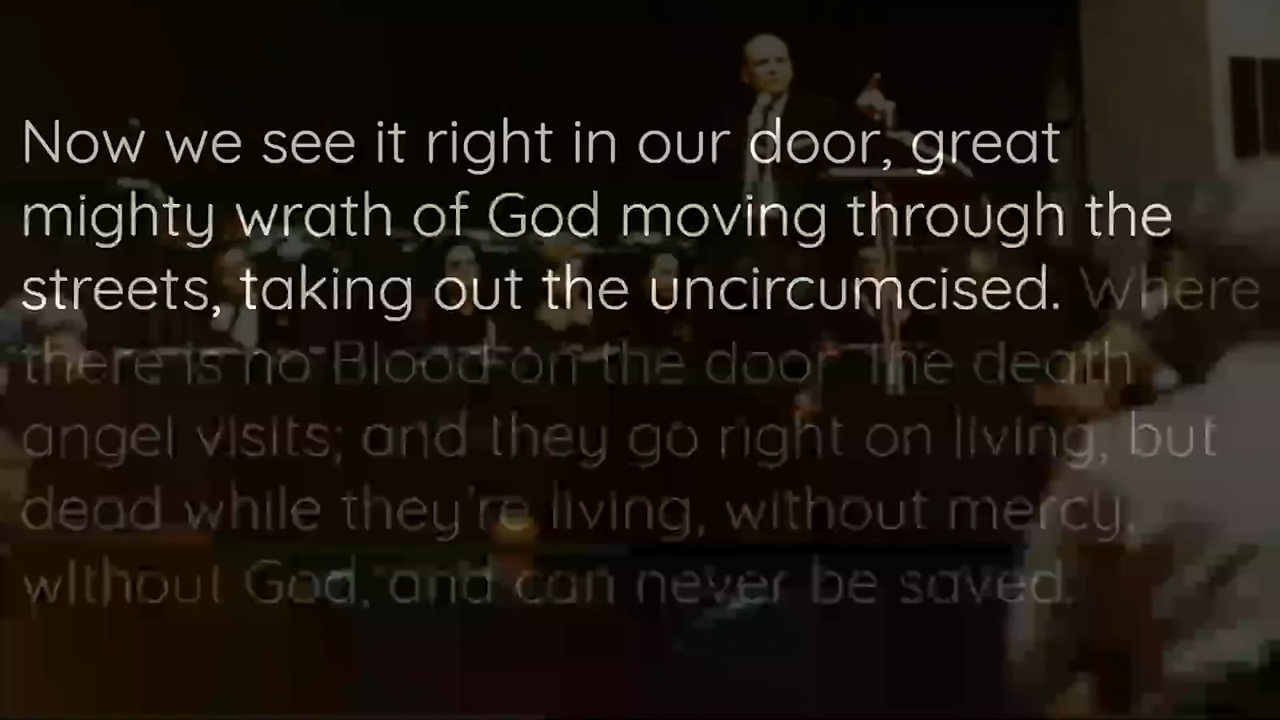 Now we see it right in our door, great
mighty wrath of God moving through the
streets, taking out the uncircumcised. Where
there is no Blood on the door The death
angel visits; and they go right on living, but
dead while they're living, without mercy,
without God, and can never be saved.